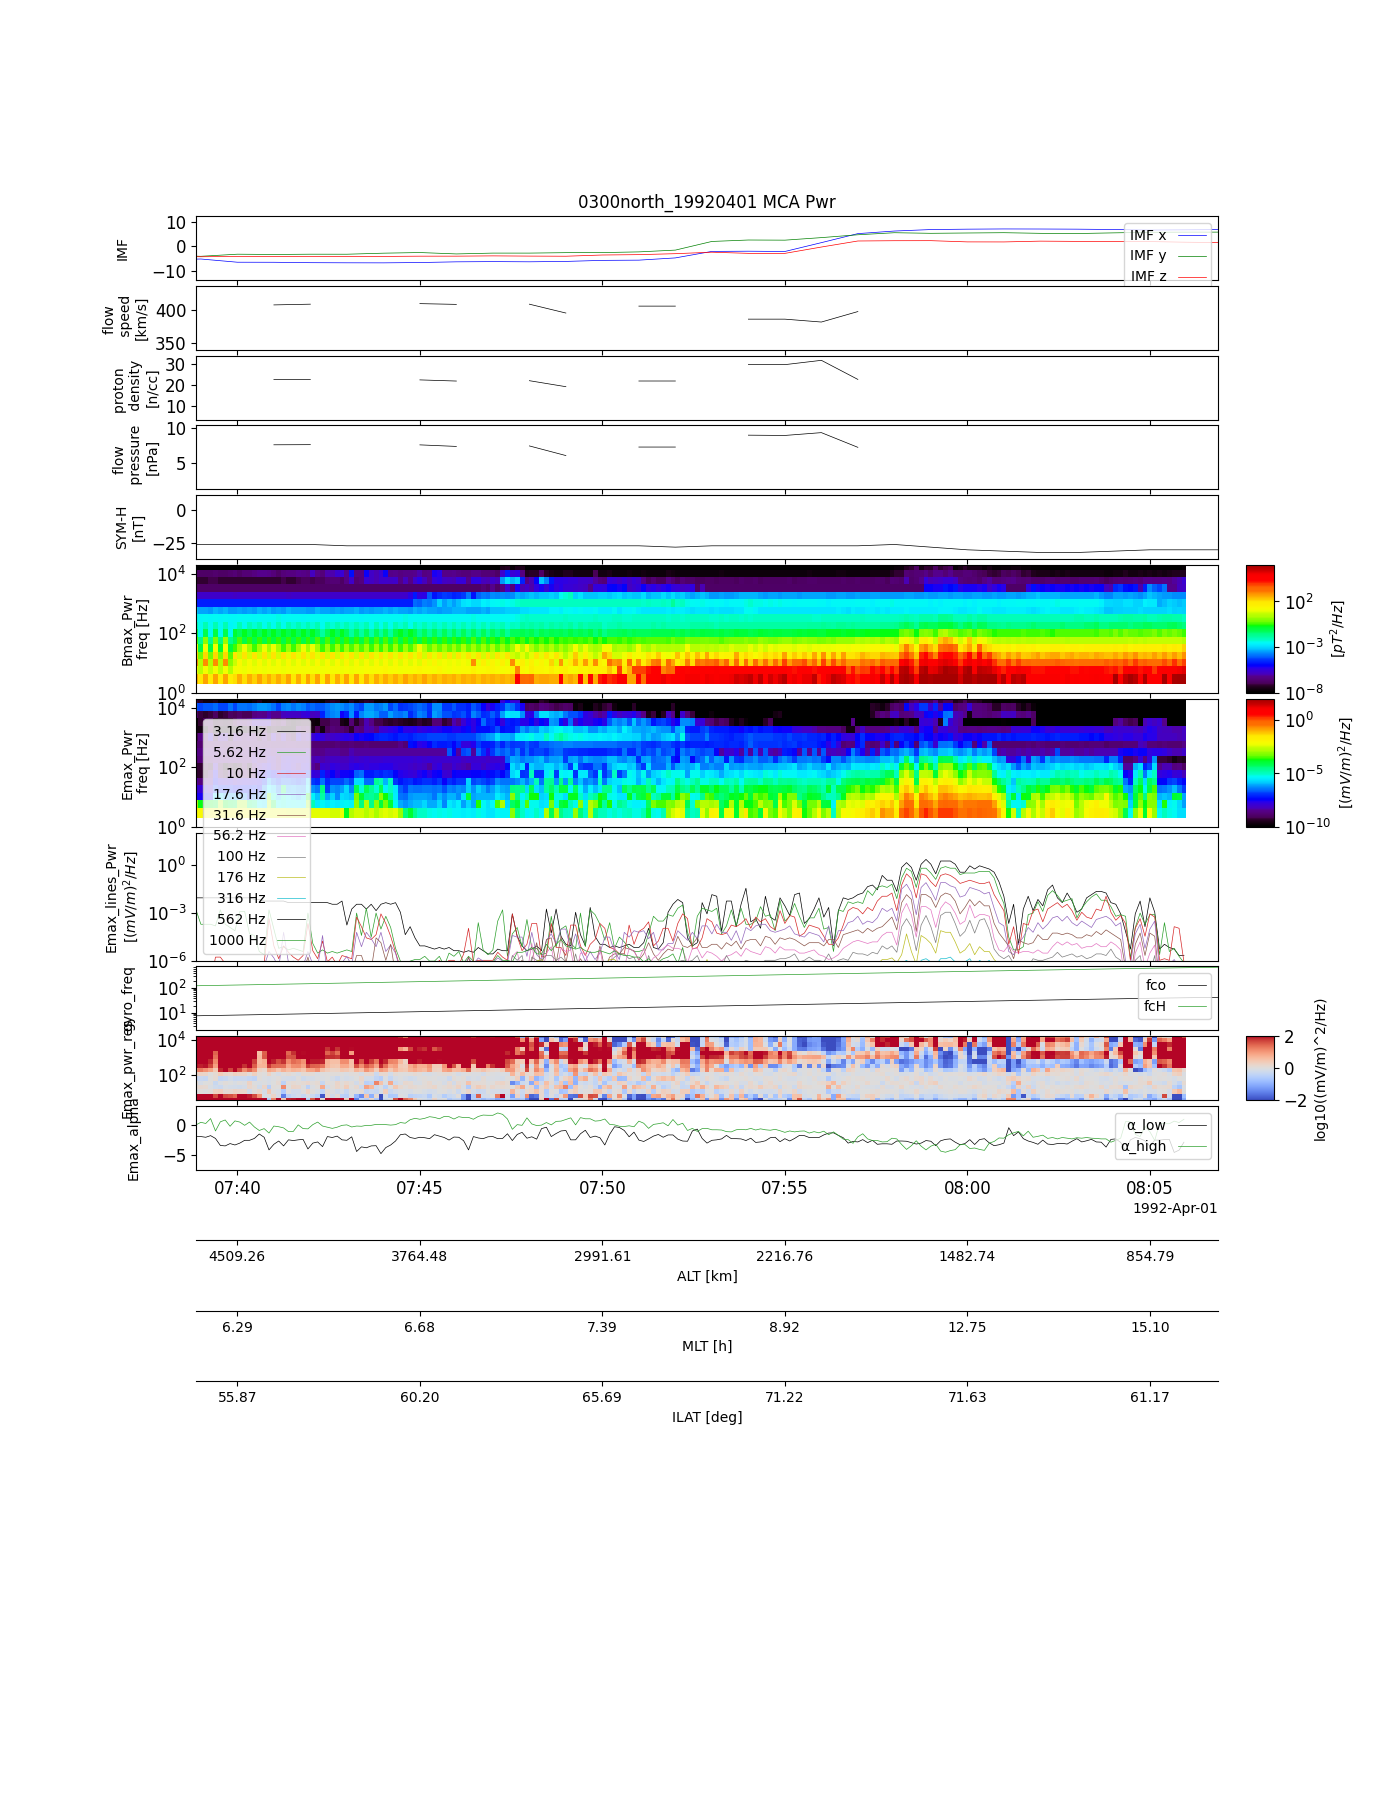 0300north_19920401 MCA Pwr
10
0
−10
IMF
IMF x
IMF y
IMF z
400
350
flow
speed
[km/s]
30
20
10
proton
density
[n/cc]
10
5
flow
pressure
[nPa]
0
−25
SYM-H
[nT]
10^4
10^2
10^0
Bmax_Pwr
freq [Hz]
10^2
10^−3
10^−8
[pT^2/Hz]
10^4
10^2
10^0
Emax_Pwr
freq [Hz]
3.16 Hz
5.62 Hz
10 Hz
17.6 Hz
31.6 Hz
56.2 Hz
100 Hz
176 Hz
316 Hz
562 Hz
1000 Hz
10^0
10^−5
10^−10
[(mV/m)^2/Hz]
10^0
10^−3
10^−6
Emax_lines_Pwr
[(mV/m)^2/Hz]
10^2
10^1
gyro_freq
fco
fcH
10^4
10^2
2
0
−2
log10((mV/m)^2/Hz)
0
−5
Emax_alpha
α_low
α_high
07:40 07:45 07:50 07:55 08:00 08:05
1992-Apr-01
4509.26 3764.48 2991.61 2216.76 1482.74 854.79
ALT [km]
6.29 6.68 7.39 8.92 12.75 15.10
MLT [h]
55.87 60.20 65.69 71.22 71.63 61.17
ILAT [deg]